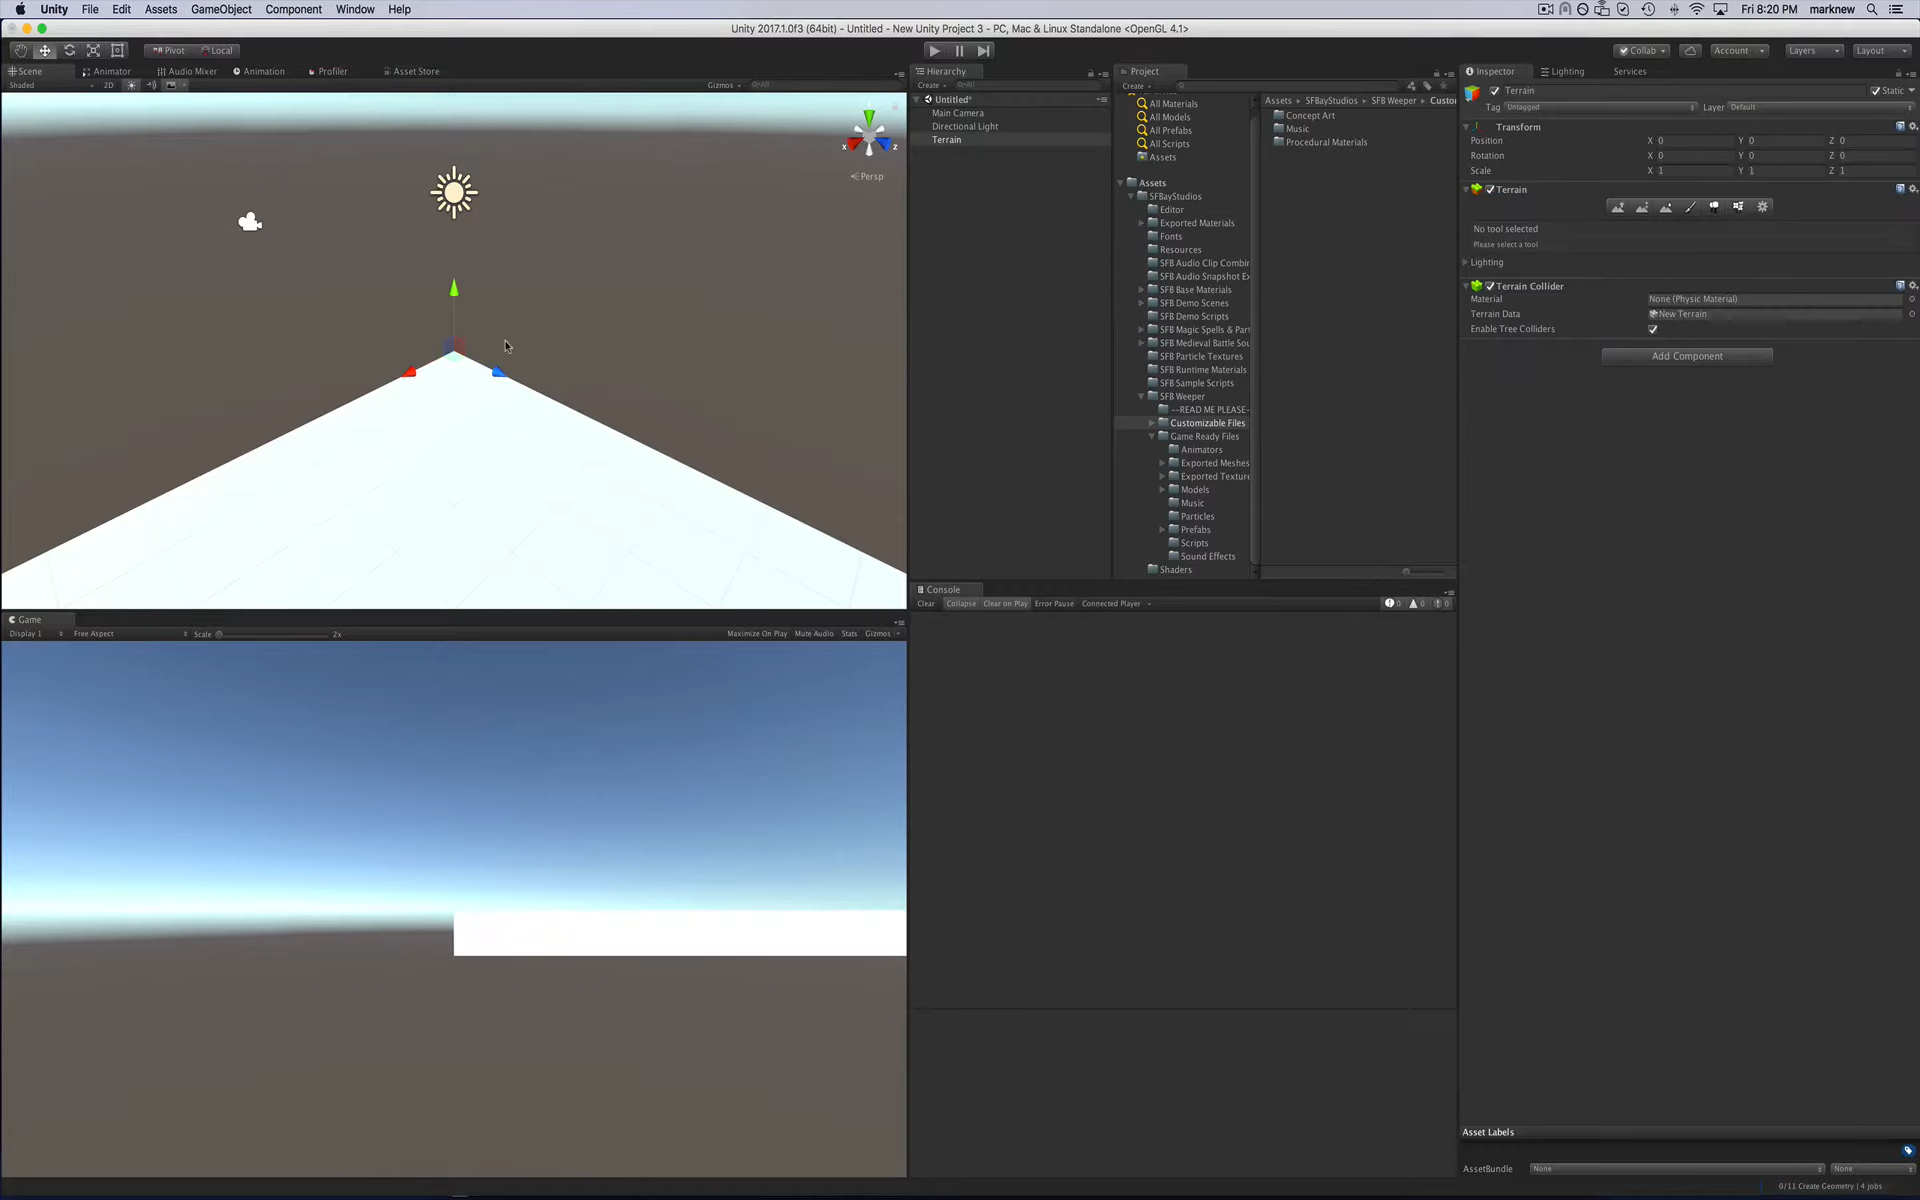 Unity File Edit Assets GameObject Component Window Help Fri 8:20 PM marknew
Unity 2017.1.0f3 (64bit) - Untitled - New Unity Project 3 - PC, Mac & Linux Standalone <OpenGL 4.1>
Pivot Local Collab Account Layers Layout
Scene Animator Audio Mixer Animation Profiler Asset Store
Shaded 2D Gizmos All
x z
Persp
Game
Display 1 Free Aspect Scale 2x Maximize On Play Mute Audio Stats Gizmos
Hierarchy
Create All
Untitled*
Main Camera
Directional Light
Terrain
Project
Create
All Materials
All Models
All Prefabs
All Scripts
Assets
Assets
SFBayStudios
Editor
Exported Materials
Fonts
Resources
SFB Audio Clip Combin
SFB Audio Snapshot Ex
SFB Base Materials
SFB Demo Scenes
SFB Demo Scripts
SFB Magic Spells & Part
SFB Medieval Battle Sou
SFB Particle Textures
SFB Runtime Materials
SFB Sample Scripts
SFB Weeper
--READ ME PLEASE-
Customizable Files
Game Ready Files
Animators
Exported Meshes
Exported Texture
Models
Music
Particles
Prefabs
Scripts
Sound Effects
Shaders
Assets SFBayStudios SFB Weeper Custo
Concept Art
Music
Procedural Materials
Console
Clear Collapse Clear on Play Error Pause Connected Player 0 0 0
Inspector Lighting Services
Terrain Static
Tag Untagged Layer Default
Transform
Position X 0 Y 0 Z 0
Rotation X 0 Y 0 Z 0
Scale X 1 Y 1 Z 1
Terrain
No tool selected
Please select a tool
Lighting
Terrain Collider
Material None (Physic Material)
Terrain Data New Terrain
Enable Tree Colliders
Add Component
Asset Labels
AssetBundle None None
0/11 Create Geometry | 4 jobs